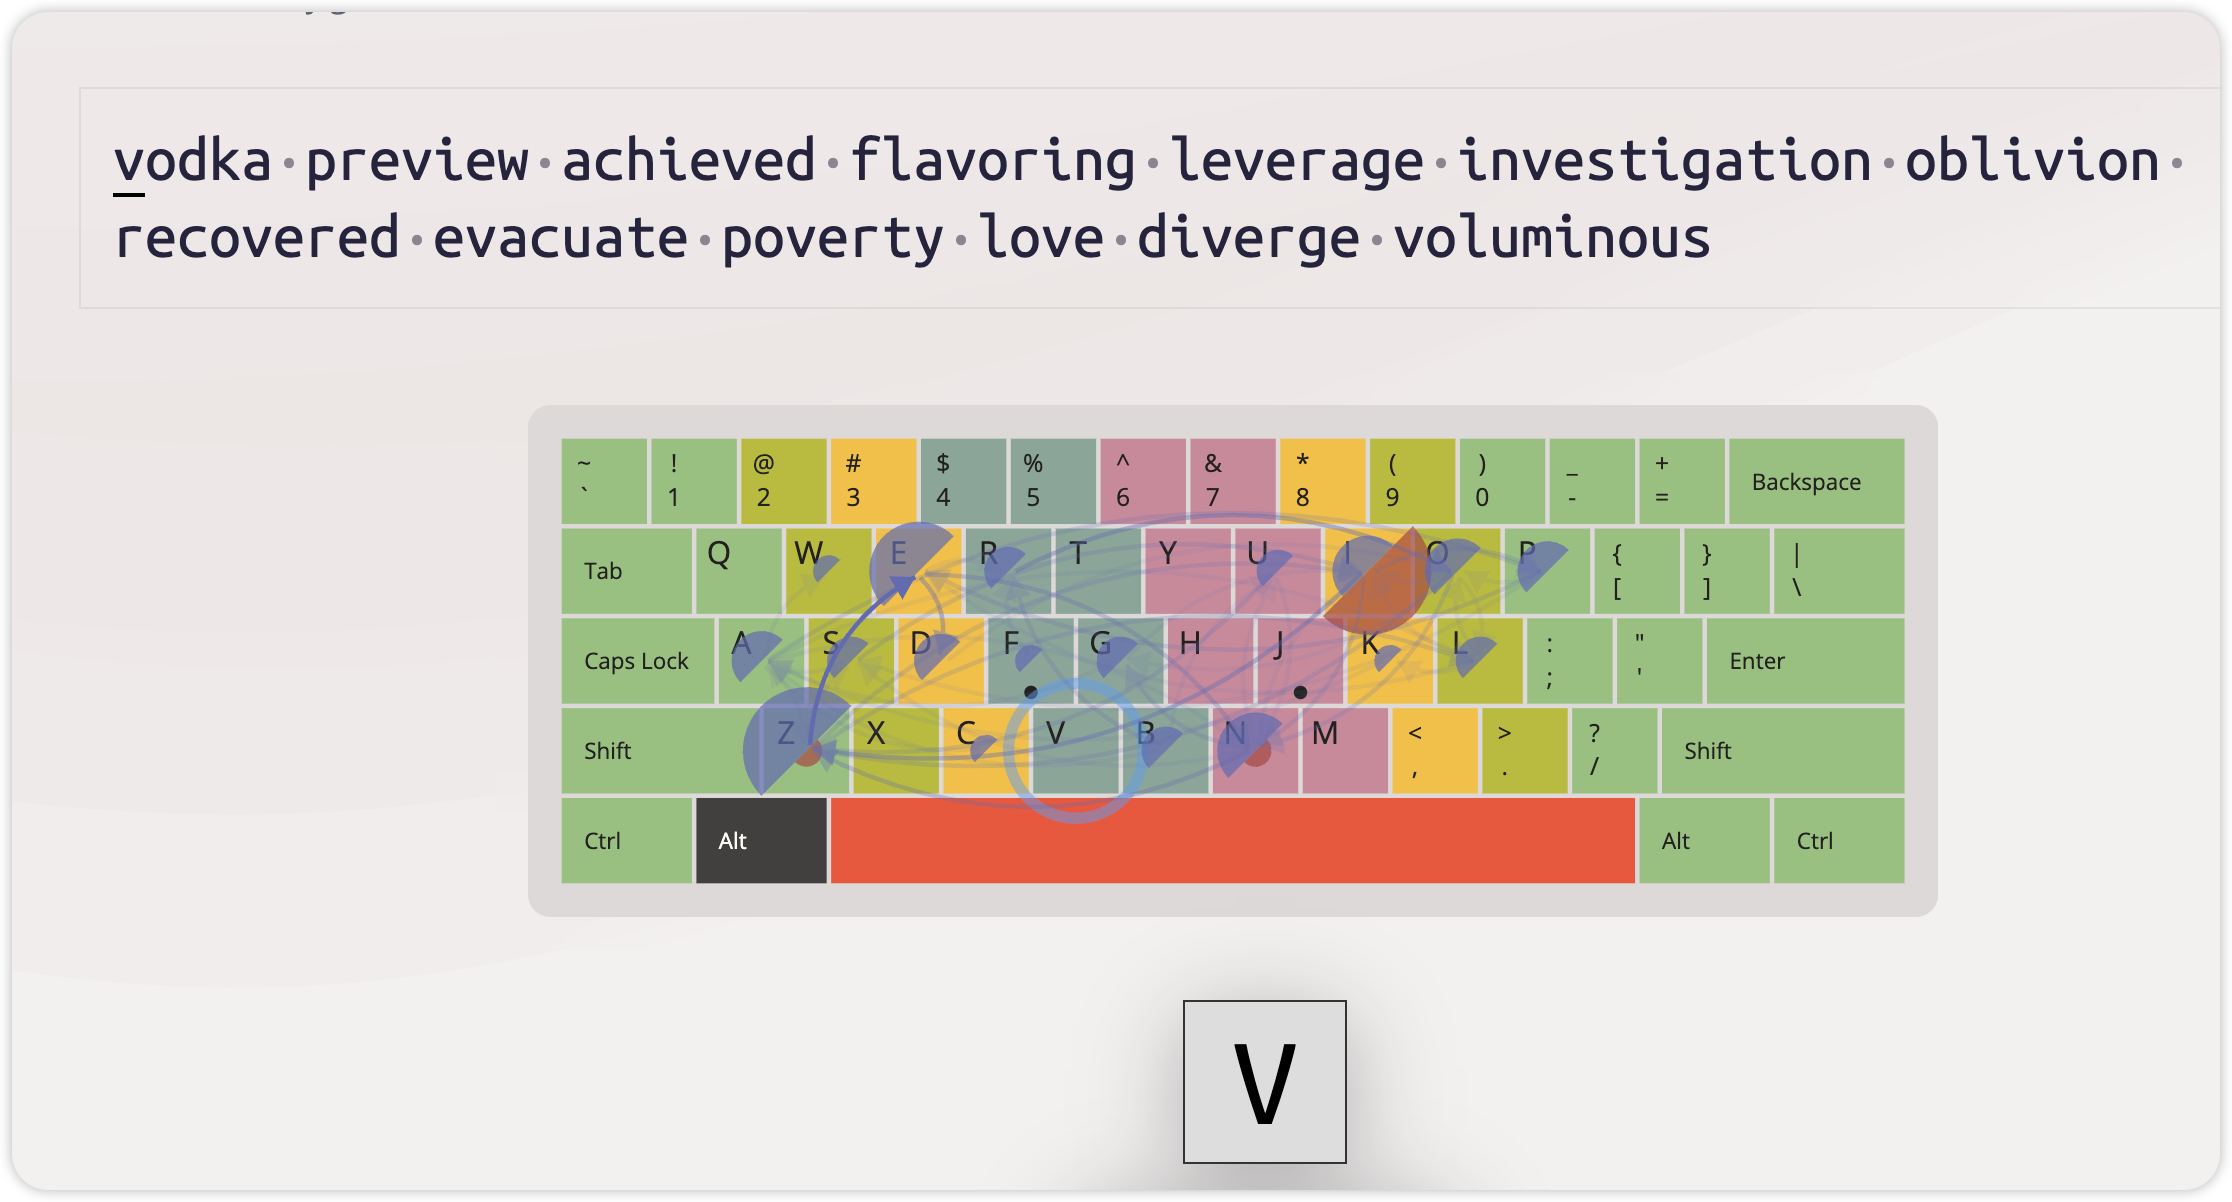 vodka·preview·achieved·flavoring·leverage·investigation·oblivion·
recovered·evacuate·poverty·love·diverge·voluminous
~ ! @ # $ % ^ & * ( ) _ +
` 1 2 3 4 5 6 7 8 9 0 - = Backspace
Tab Q W E R T Y U I O P { } |
[ ] \
Caps Lock A S D F G H J K L : " Enter
; '
Shift Z X C V B N M < > ? Shift
, . /
Ctrl Alt Alt Ctrl
V